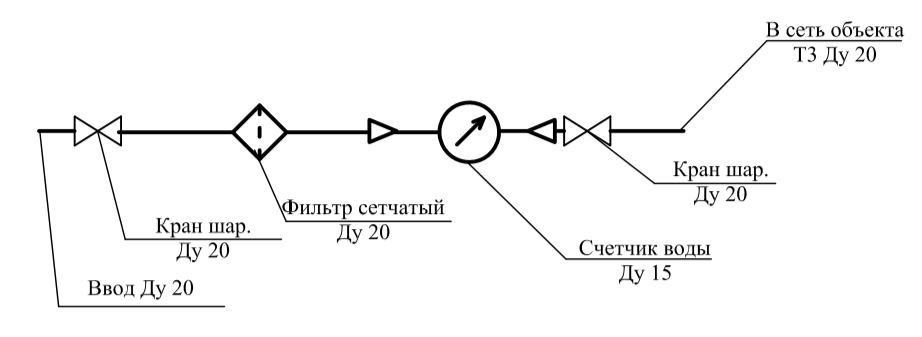 В сеть объекта
Т3 Ду 20
Кран шар.
Ду 20
Фильтр сетчатый
Ду 20
Кран шар.
Ду 20
Счетчик воды
Ду 15
Ввод Ду 20